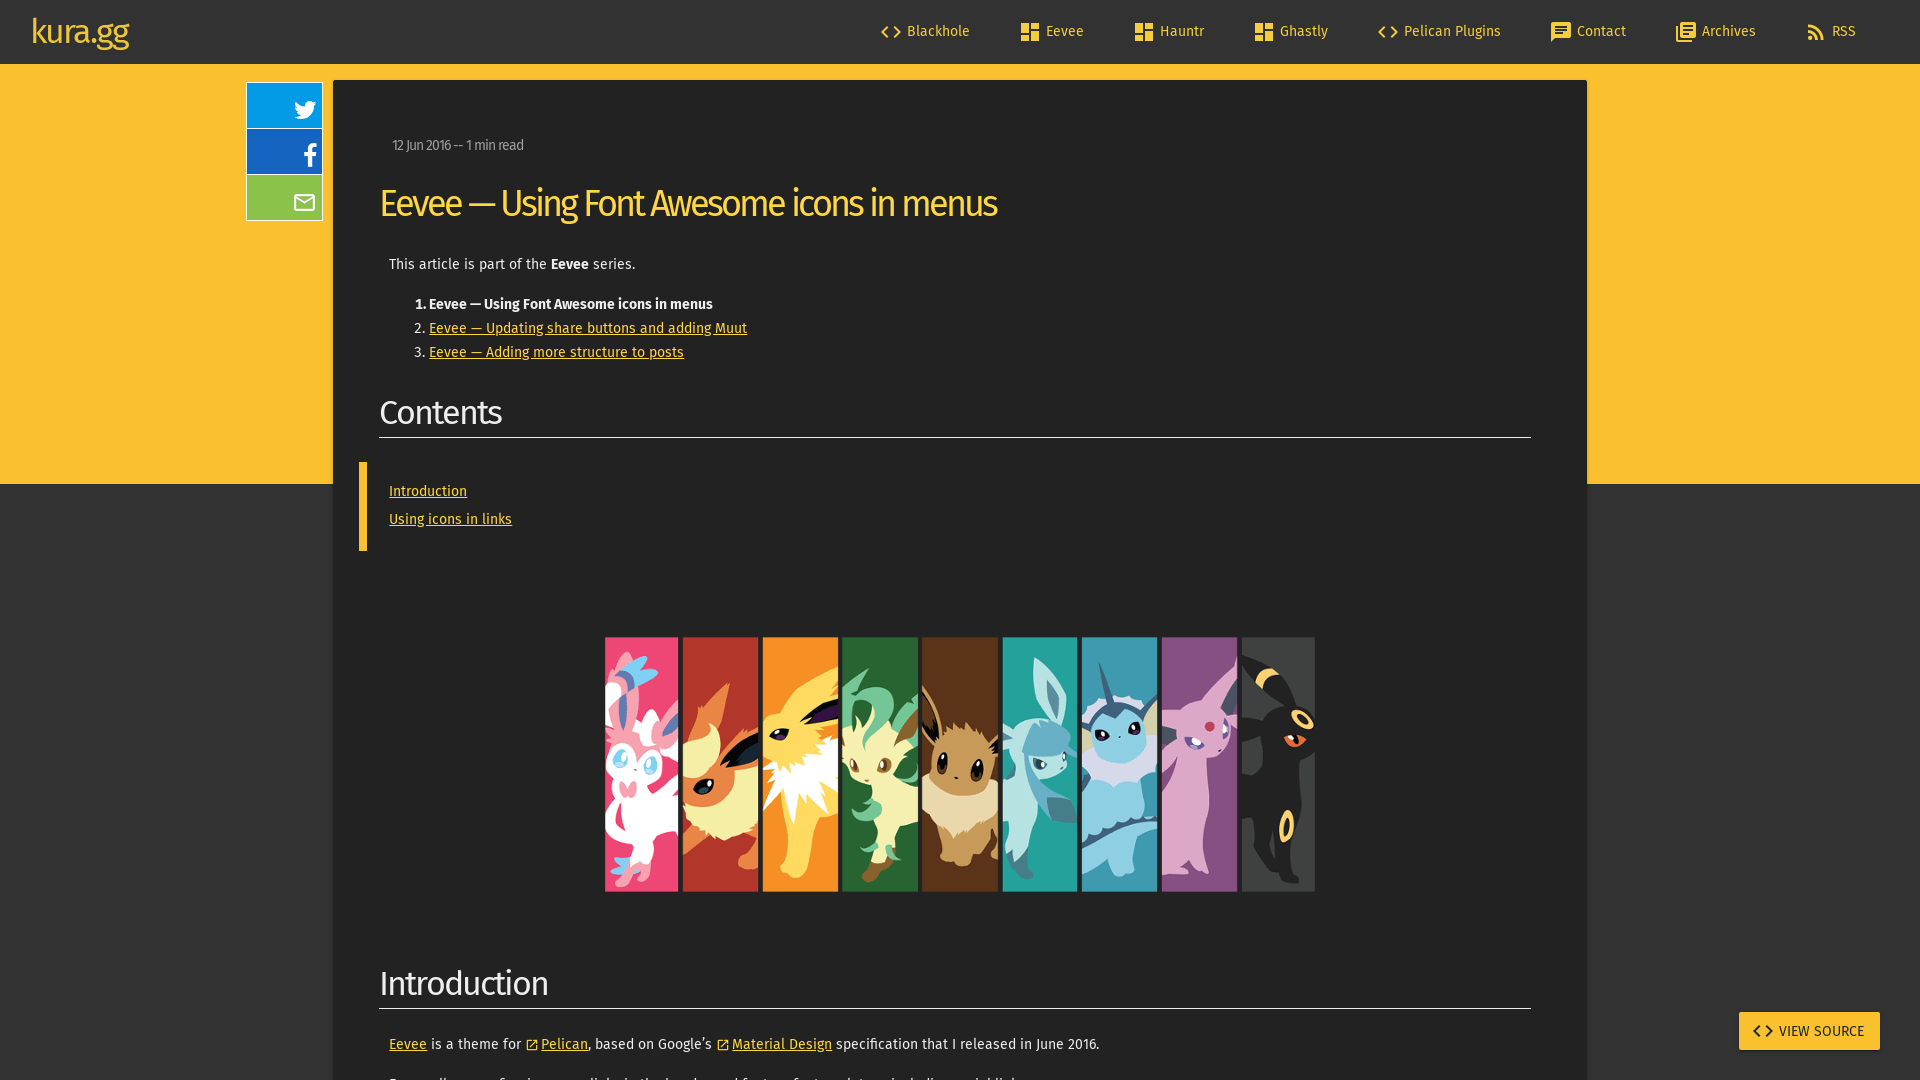 kura.gg
Blackhole
Eevee
Hauntr
Ghastly
Pelican Plugins
Contact
Archives
RSS
12 Jun 2016 -- 1 min read
Eevee — Using Font Awesome icons in menus
This article is part of the Eevee series.
1. Eevee — Using Font Awesome icons in menus
2. Eevee — Updating share buttons and adding Muut
3. Eevee — Adding more structure to posts
Contents
Introduction
Using icons in links
Introduction
Eevee is a theme for Pelican, based on Google’s Material Design specification that I released in June 2016.
VIEW SOURCE